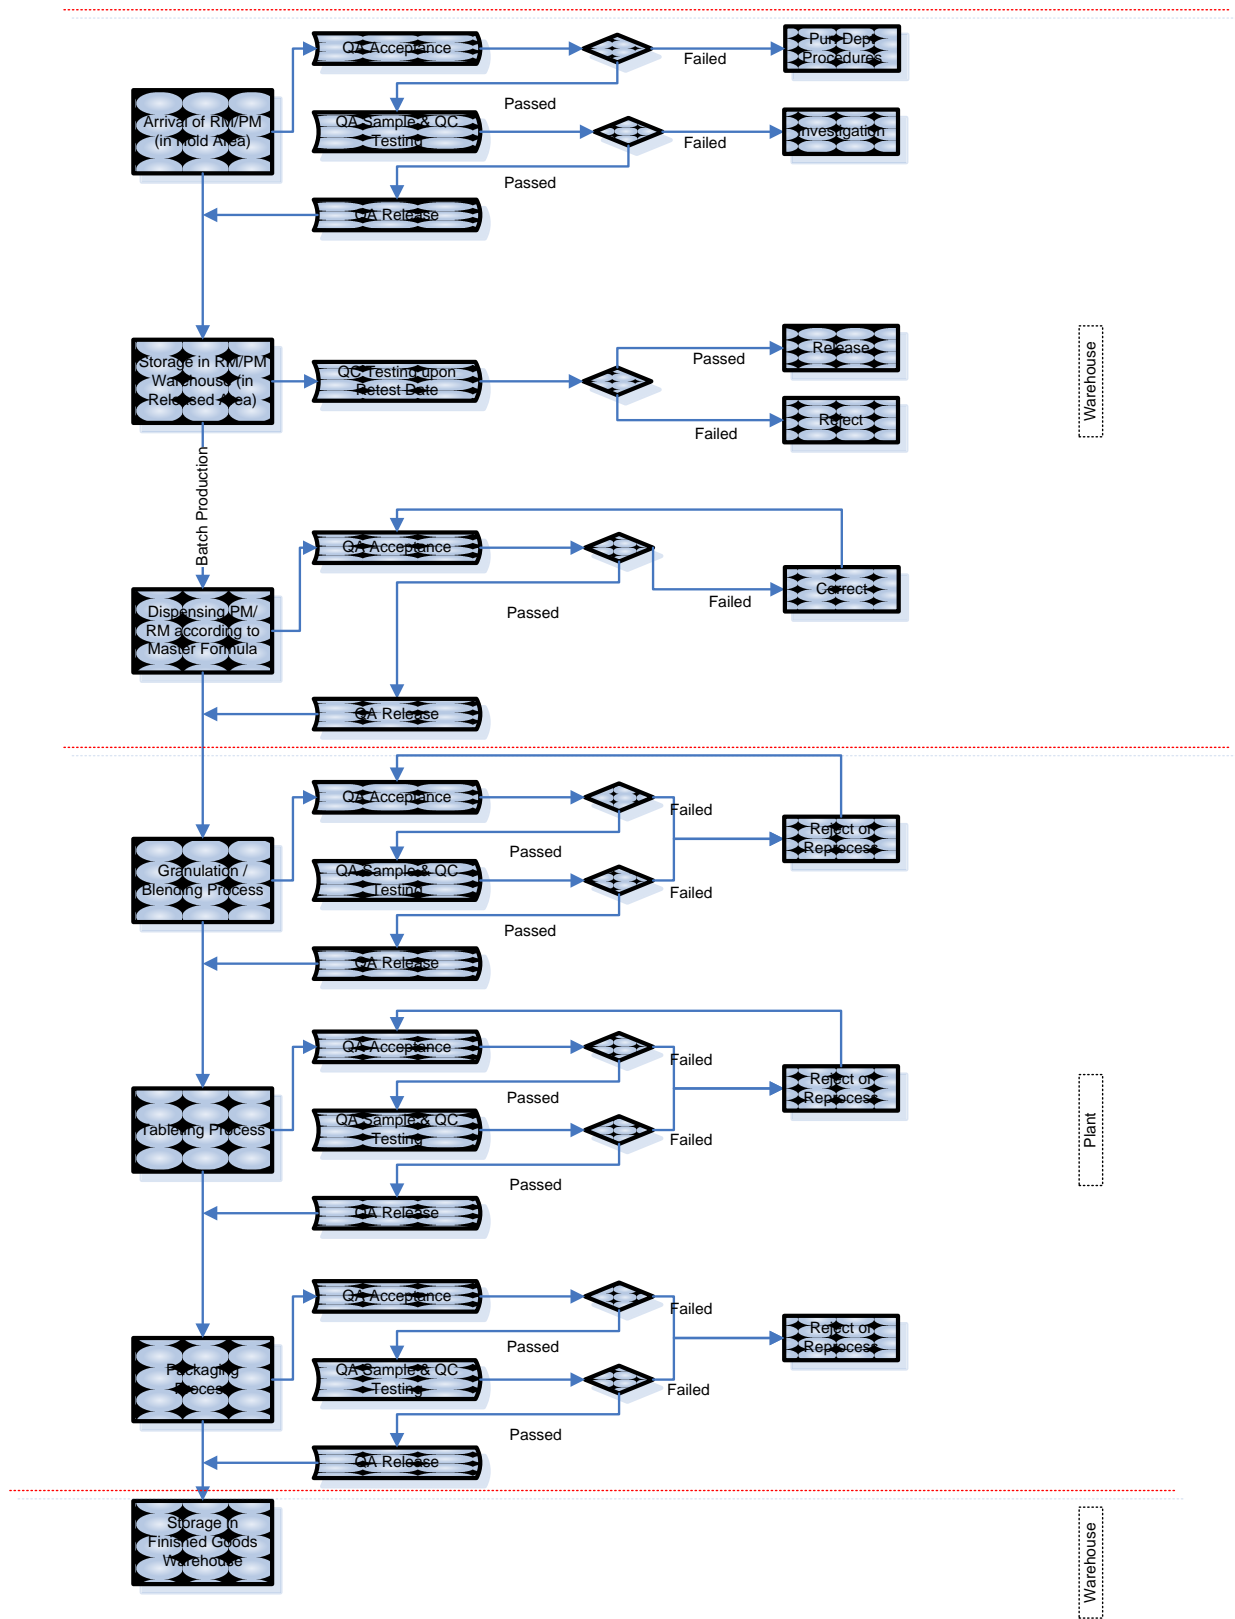 QA Acceptance
Failed
Pur. Dept
Procedures
Passed
Arrival of RM/PM
(in Hold Area)
QA Sample & QC
Testing
Failed
Investigation
Passed
QA Release
Storage in RM/PM
Warehouse (in
Released Area)
QC Testing upon
Retest Date
Passed
Release
Failed
Reject
Warehouse
Batch Production
QA Acceptance
Dispensing PM/
RM according to
Master Formula
Passed
Failed
Correct
QA Release
QA Acceptance
Failed
Reject or
Reprocess
Passed
Granulation /
Blending Process
QA Sample & QC
Testing
Failed
Passed
QA Release
QA Acceptance
Failed
Reject or
Reprocess
Passed
Tableting Process
QA Sample & QC
Testing
Failed
Plant
Passed
QA Release
QA Acceptance
Failed
Reject or
Reprocess
Passed
Packaging
Process
QA Sample & QC
Testing
Failed
Passed
QA Release
Storage in
Finished Goods
Warehouse
Warehouse